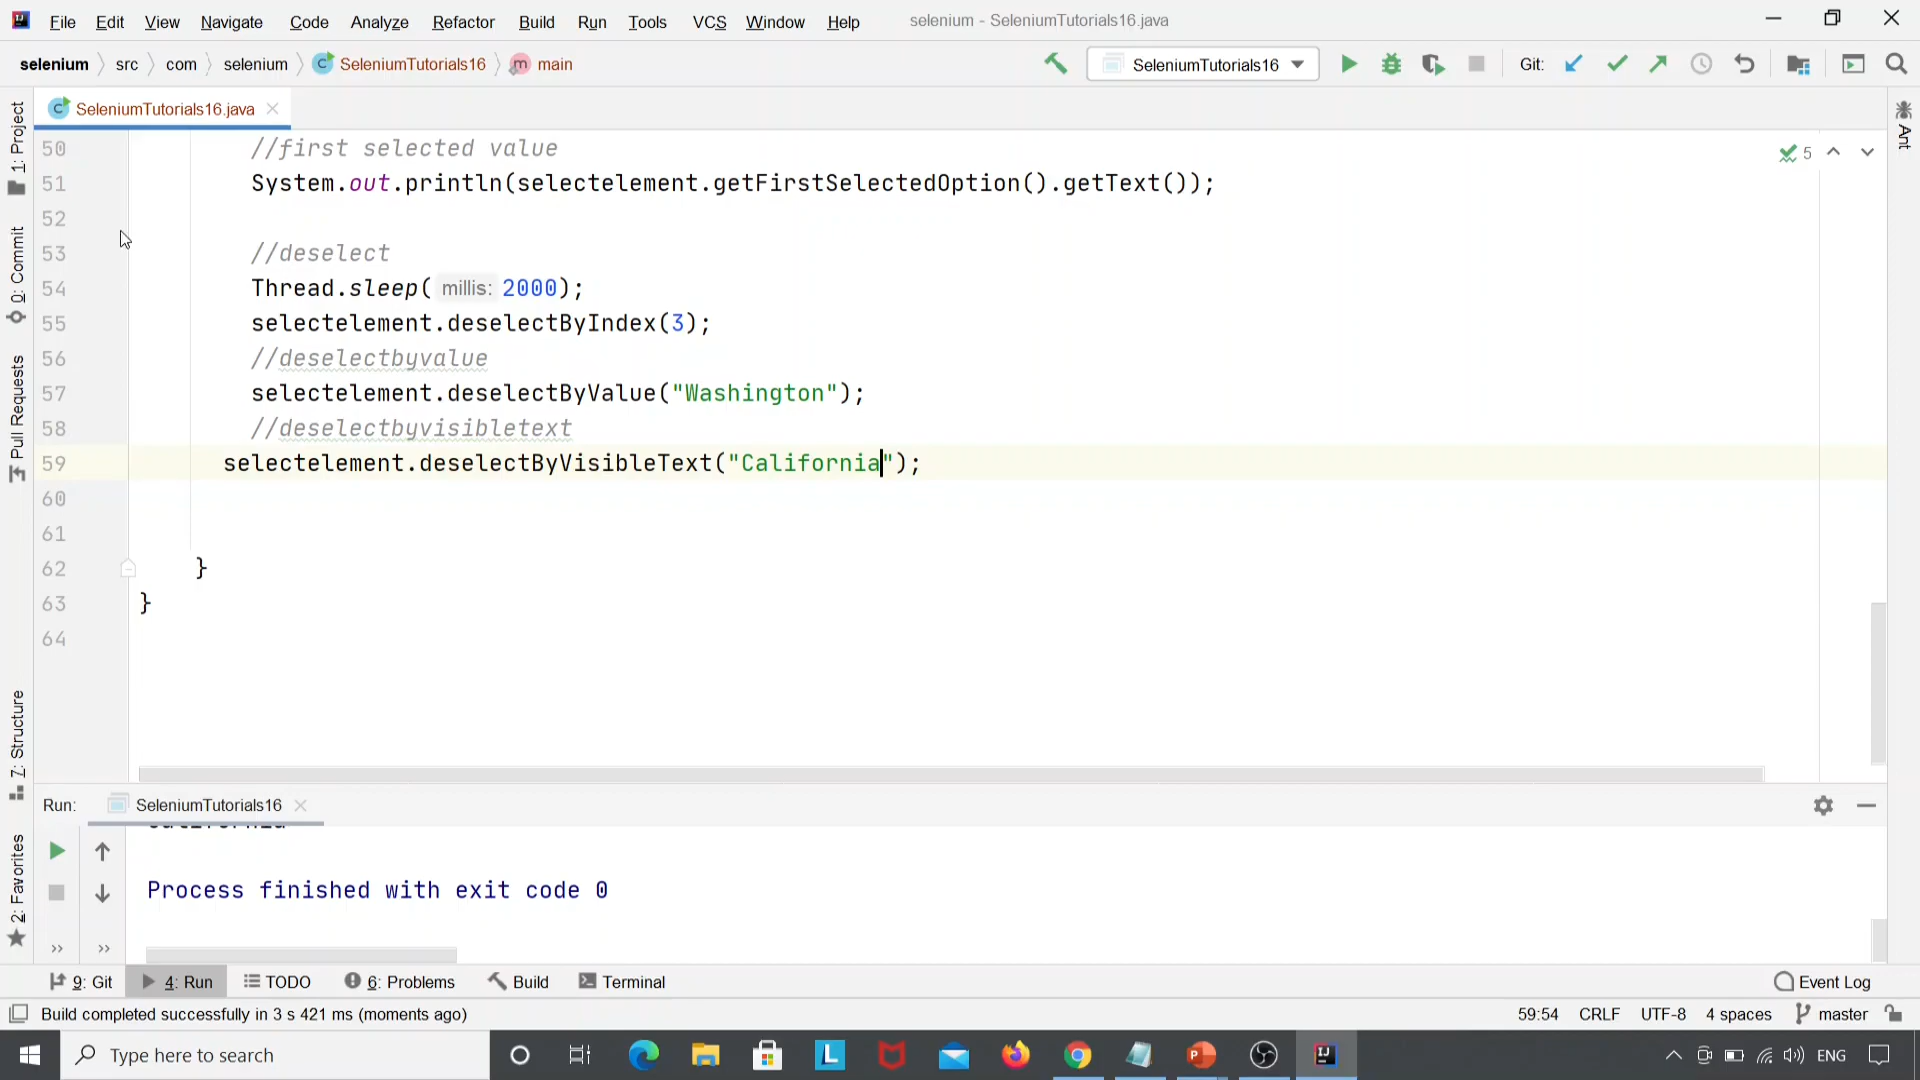 File Edit View Navigate Code Analyze Refactor Build Run Tools VCS Window Help selenium - SeleniumTutorials16.java
selenium src com selenium SeleniumTutorials16 main SeleniumTutorials16 Git:
SeleniumTutorials16.java
1: Project
0: Commit
Pull Requests
7: Structure
2: Favorites
Ant
5
50 //first selected value
51 System.out.println(selectelement.getFirstSelectedOption().getText());
52
53 //deselect
54 Thread.sleep( millis: 2000);
55 selectelement.deselectByIndex(3);
56 //deselectbyvalue
57 selectelement.deselectByValue("Washington");
58 //deselectbyvisibletext
59 selectelement.deselectByVisibleText("California");
60
61
62 }
63 }
64
Run: SeleniumTutorials16
California
Process finished with exit code 0
9: Git 4: Run TODO 6: Problems Build Terminal Event Log
Build completed successfully in 3 s 421 ms (moments ago) 59:54 CRLF UTF-8 4 spaces master
Type here to search ENG